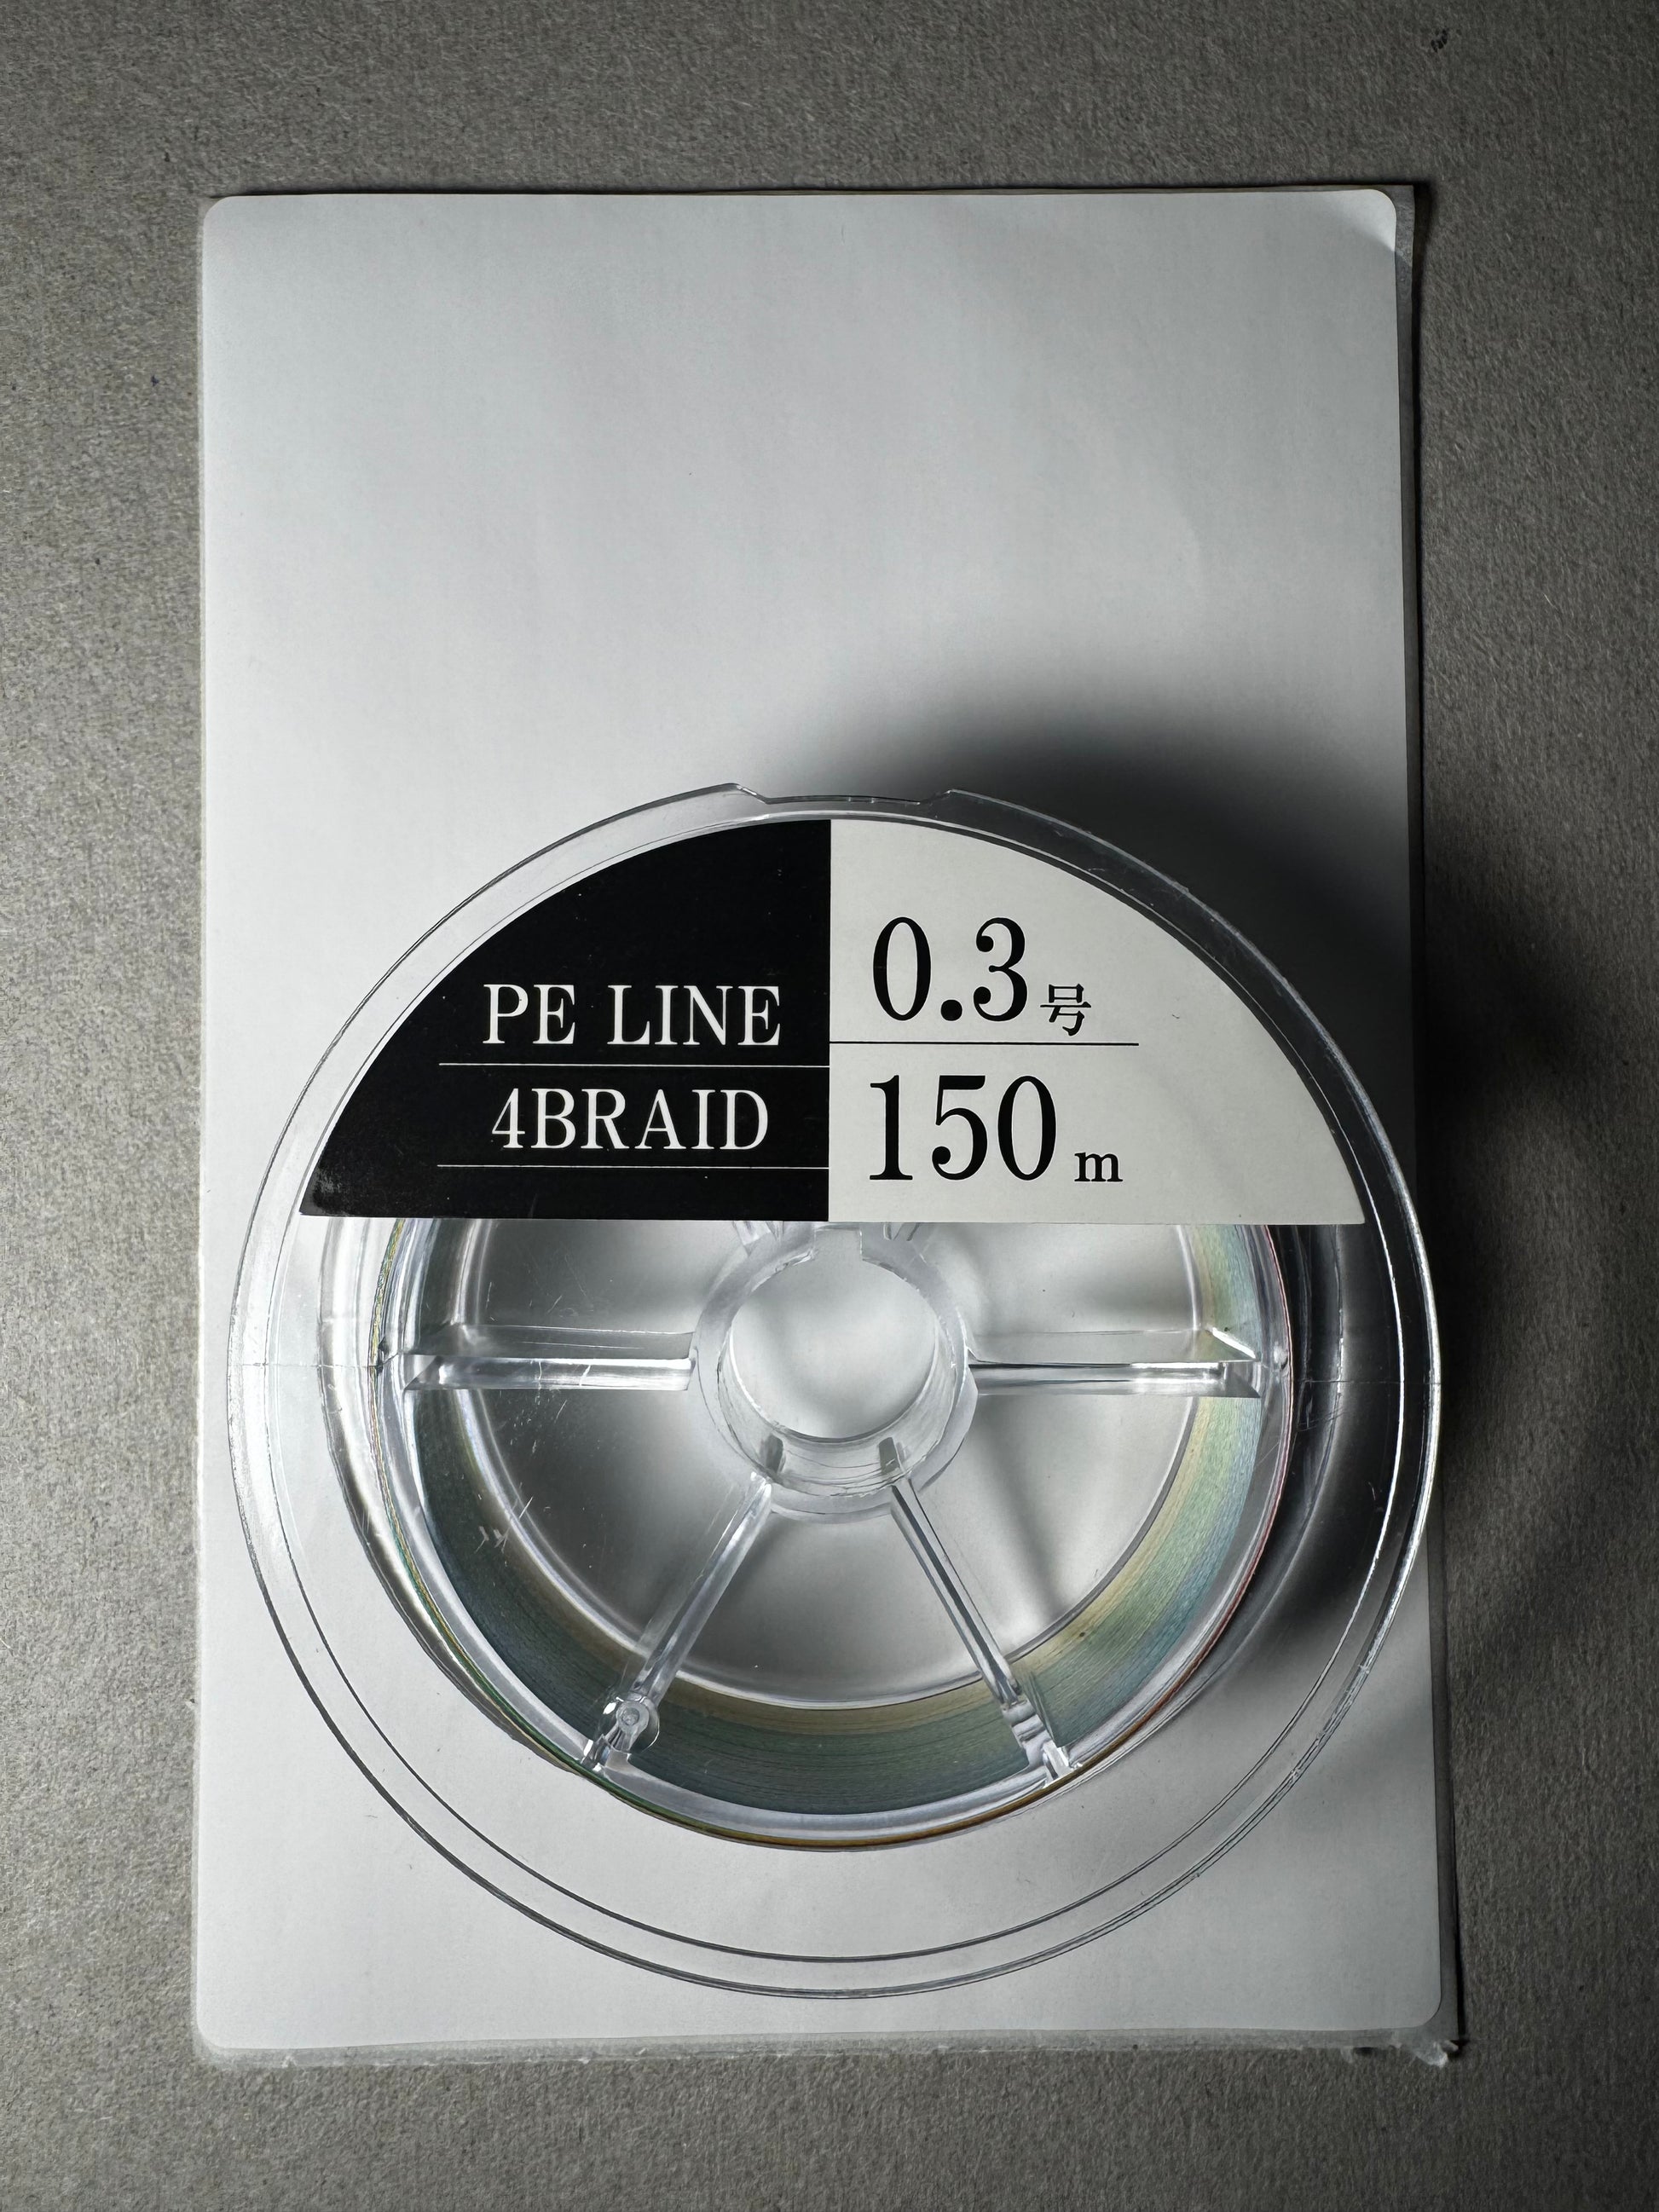 PE LINE
4BRAID
0.3号
150m